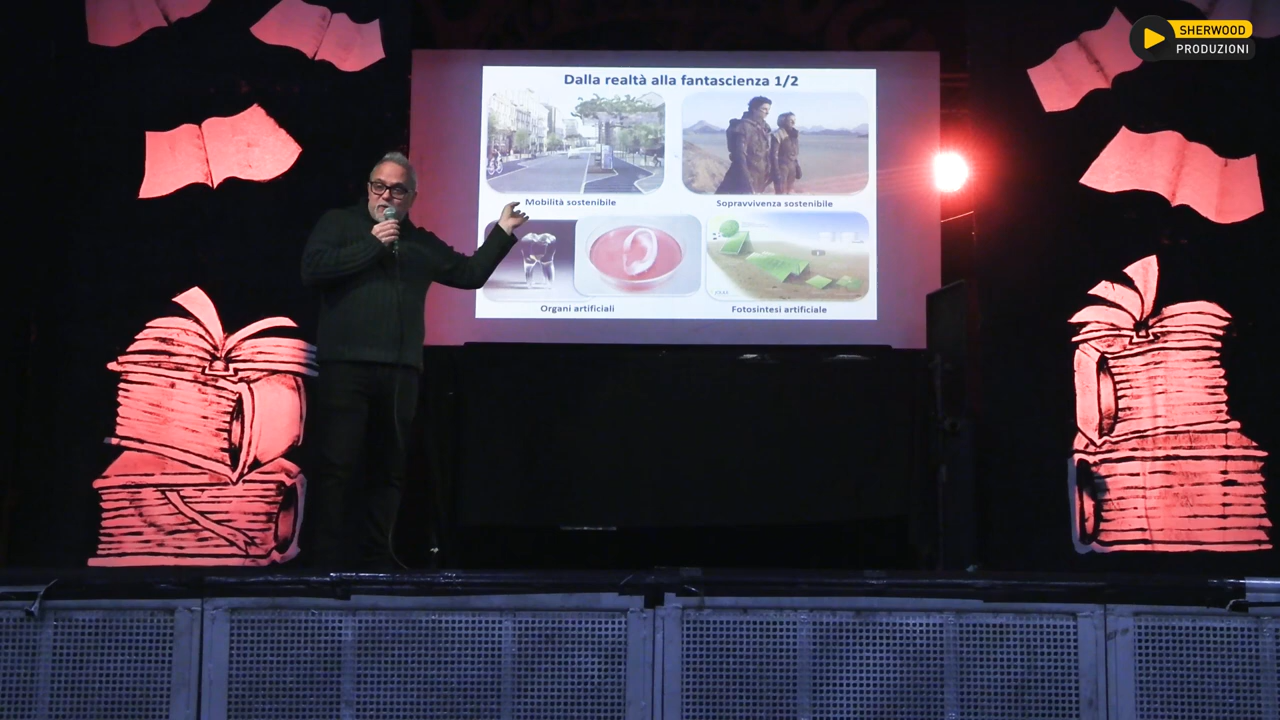 SHERWOOD
PRODUZIONI
Dalla realtà alla fantascienza 1/2
Mobilità sostenibile
Sopravvivenza sostenibile
Organi artificiali
Fotosintesi artificiale